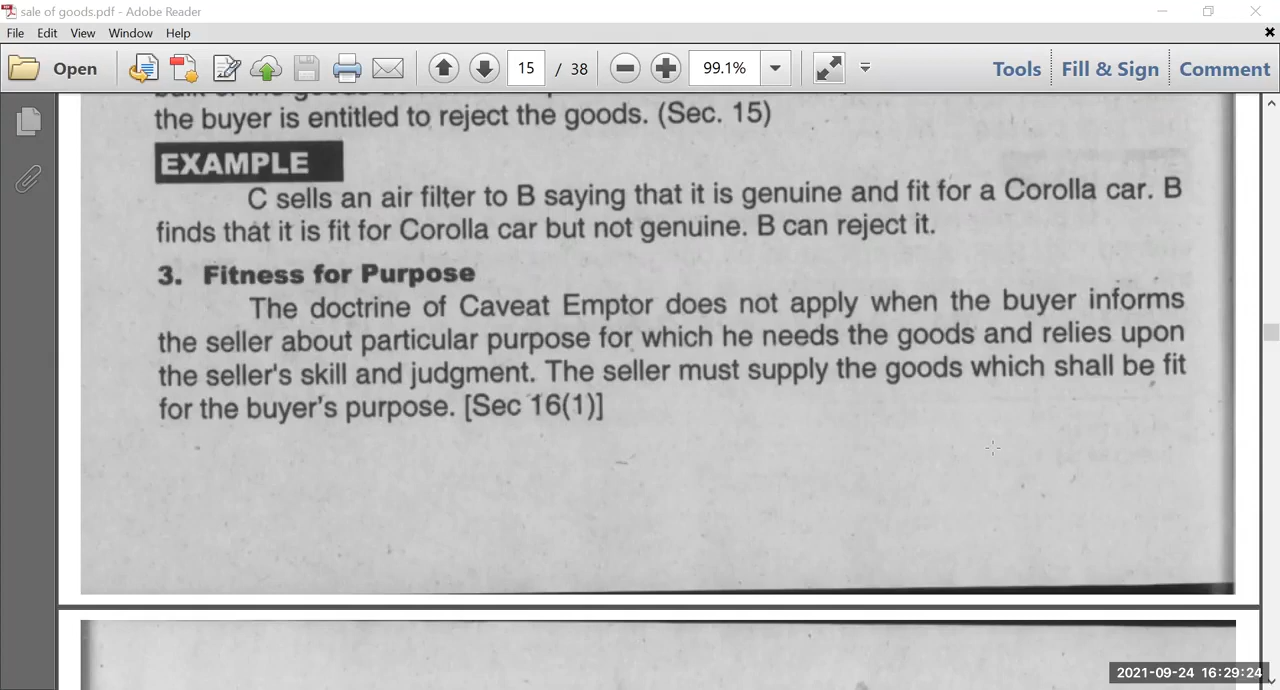 sale of goods.pdf - Adobe Reader
File Edit View Window Help
Open 15 / 38 99.1% Tools Fill & Sign Comment
the buyer is entitled to reject the goods. (Sec. 15)
EXAMPLE
C sells an air filter to B saying that it is genuine and fit for a Corolla car. B
finds that it is fit for Corolla car but not genuine. B can reject it.
3. Fitness for Purpose
The doctrine of Caveat Emptor does not apply when the buyer informs
the seller about particular purpose for which he needs the goods and relies upon
the seller's skill and judgment. The seller must supply the goods which shall be fit
for the buyer's purpose. [Sec 16(1)]
2021-09-24 16:29:24